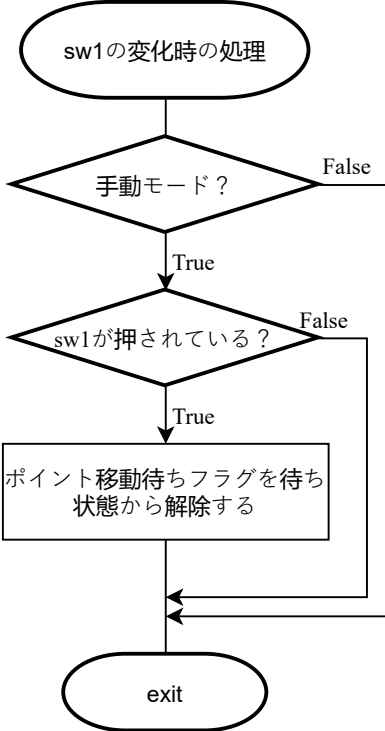 sw1の変化時の処理
手動モード？
False
True
sw1が押されている？
False
True
ポイント移動待ちフラグを待ち
状態から解除する
exit